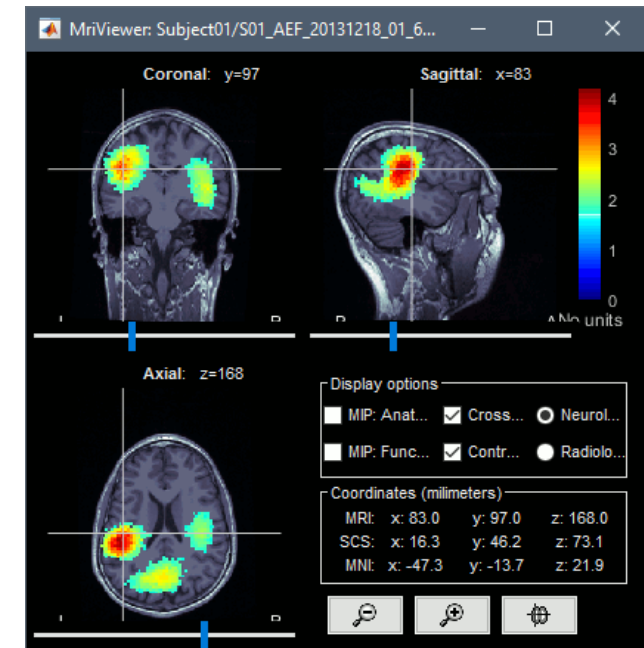 MriViewer: Subject01/S01_AEF_20131218_01_6...
Coronal: y=97
Sagittal: x=83
4
3
2
1
0
No units
Axial: z=168
Display options
MIP: Anat... Cross... Neurol...
MIP: Func... Contr... Radiolo...
Coordinates (milimeters)
MRI: x: 83.0 y: 97.0 z: 168.0
SCS: x: 16.3 y: 46.2 z: 73.1
MNI: x: -47.3 y: -13.7 z: 21.9